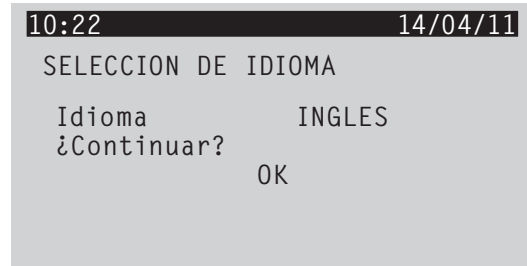 10:22 14/04/11
SELECCION DE IDIOMA
Idioma INGLES
¿Continuar?
OK